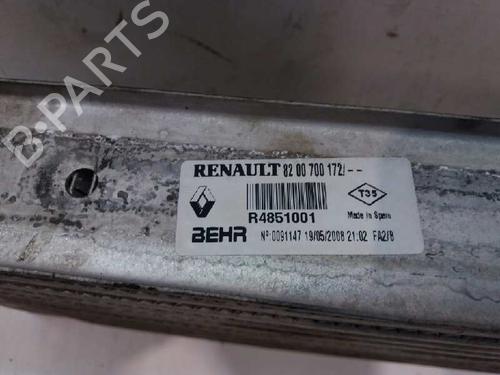 B-PARTS
RENAULT 82 00 700 172/--
R4851001
T35
Made in Spain
BEHR Nº:0091147 19/05/2008 21:02 FA2/8